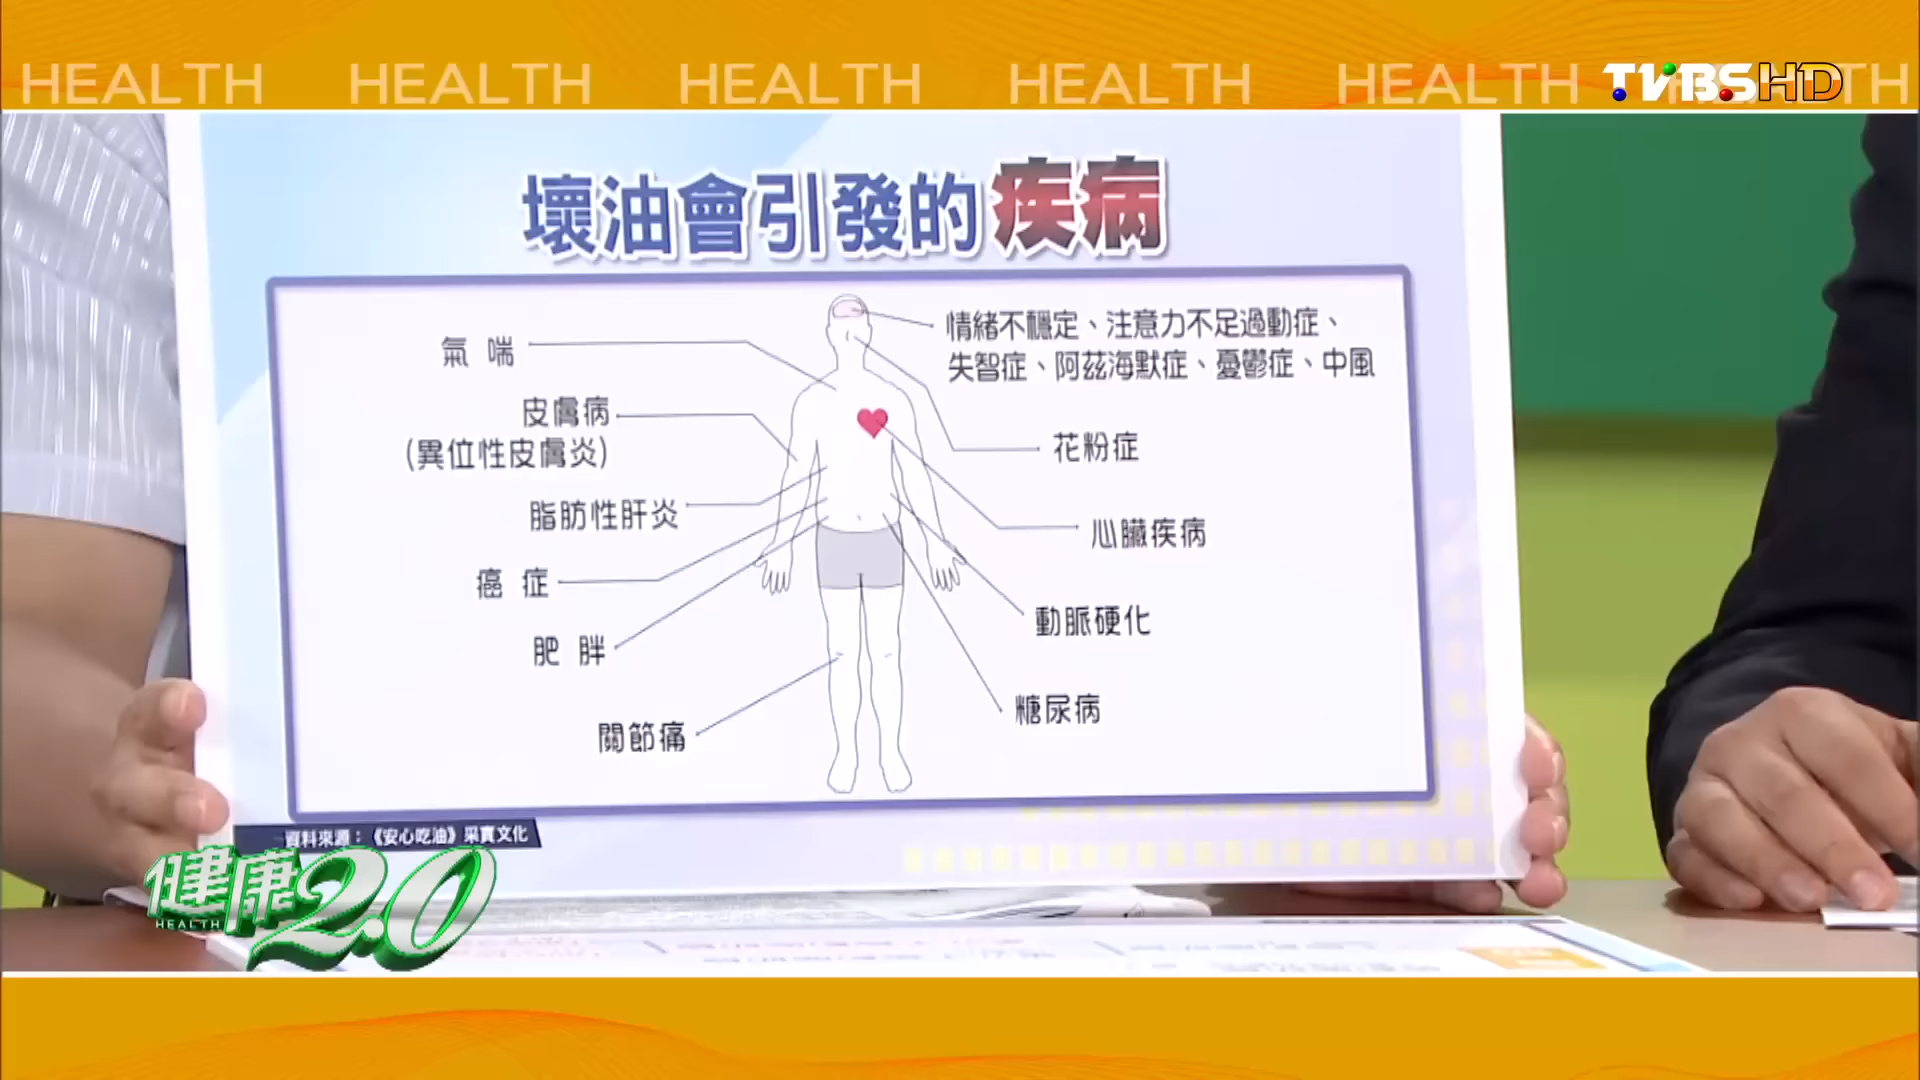 HEALTH HEALTH HEALTH HEALTH HEALTH HEALTH
TVBS HD
壞油會引發的疾病
氣喘
情緒不穩定、注意力不足過動症、
失智症、阿茲海默症、憂鬱症、中風
皮膚病
(異位性皮膚炎)
花粉症
脂肪性肝炎
心臟疾病
癌症
動脈硬化
肥胖
糖尿病
關節痛
資料來源：《安心吃油》采實文化
健康2.0
HEALTH